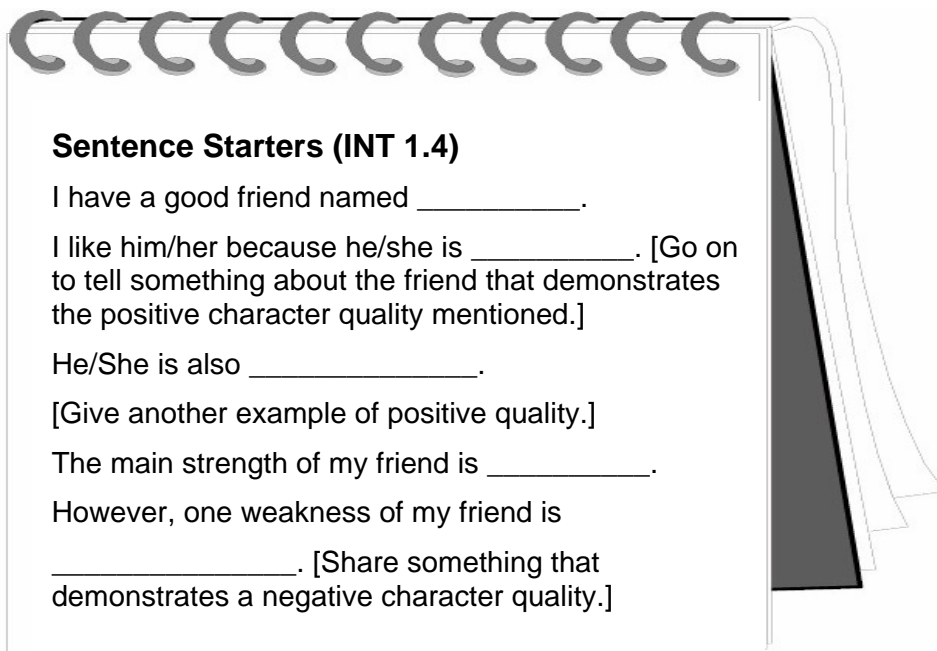 Sentence Starters (INT 1.4)
I have a good friend named __________.
I like him/her because he/she is __________. [Go on
to tell something about the friend that demonstrates
the positive character quality mentioned.]
He/She is also ______________.
[Give another example of positive quality.]
The main strength of my friend is __________.
However, one weakness of my friend is
_______________. [Share something that
demonstrates a negative character quality.]